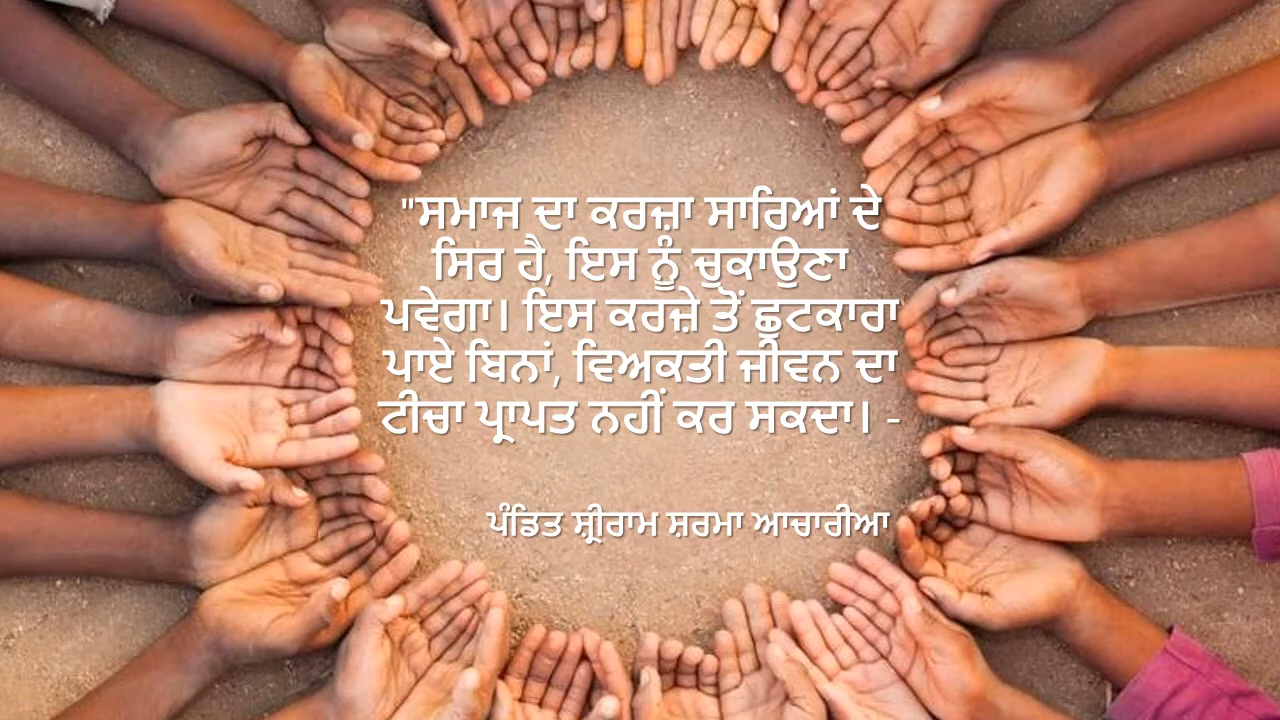 "ਸਮਾਜ ਦਾ ਕਰਜ਼ਾ ਸਾਰਿਆਂ ਦੇ
ਸਿਰ ਹੈ, ਇਸ ਨੂੰ ਚੁਕਾਉਣਾ
ਪਵੇਗਾ। ਇਸ ਕਰਜ਼ੇ ਤੋਂ ਛੁਟਕਾਰਾ
ਪਾਏ ਬਿਨਾਂ, ਵਿਅਕਤੀ ਜੀਵਨ ਦਾ
ਟੀਚਾ ਪ੍ਰਾਪਤ ਨਹੀਂ ਕਰ ਸਕਦਾ। -
ਪੰਡਿਤ ਸ਼੍ਰੀਰਾਮ ਸ਼ਰਮਾ ਆਚਾਰੀਆ